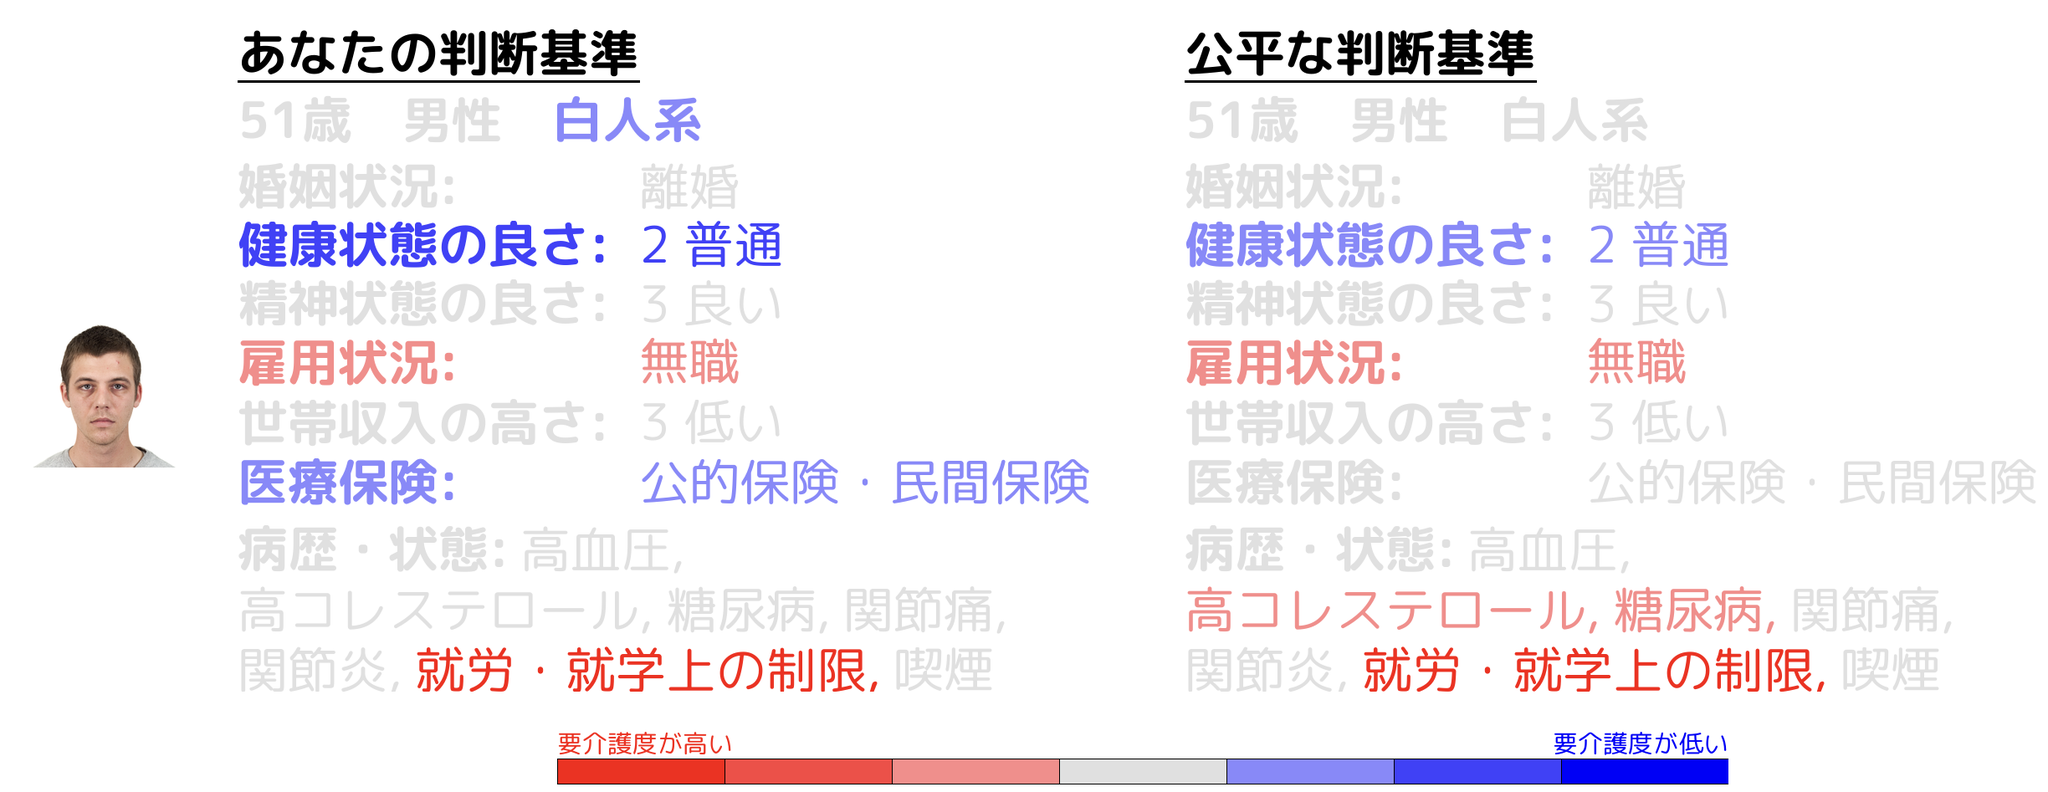 あなたの判断基準
51歳 男性 白人系
婚姻状況: 離婚
健康状態の良さ: 2 普通
精神状態の良さ: 3 良い
雇用状況: 無職
世帯収入の高さ: 3 低い
医療保険: 公的保険・民間保険
病歴・状態: 高血圧,
高コレステロール, 糖尿病, 関節痛,
関節炎, 就労・就学上の制限, 喫煙
公平な判断基準
51歳 男性 白人系
婚姻状況: 離婚
健康状態の良さ: 2 普通
精神状態の良さ: 3 良い
雇用状況: 無職
世帯収入の高さ: 3 低い
医療保険: 公的保険・民間保険
病歴・状態: 高血圧,
高コレステロール, 糖尿病, 関節痛,
関節炎, 就労・就学上の制限, 喫煙
要介護度が高い 要介護度が低い